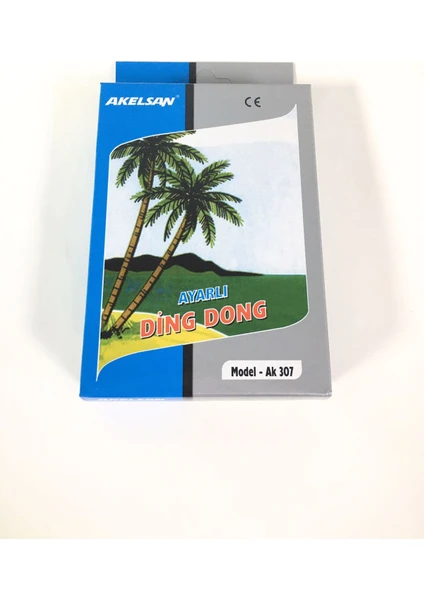 AKELSAN
CE
AYARLI
DİNG DONG
Model - Ak 307